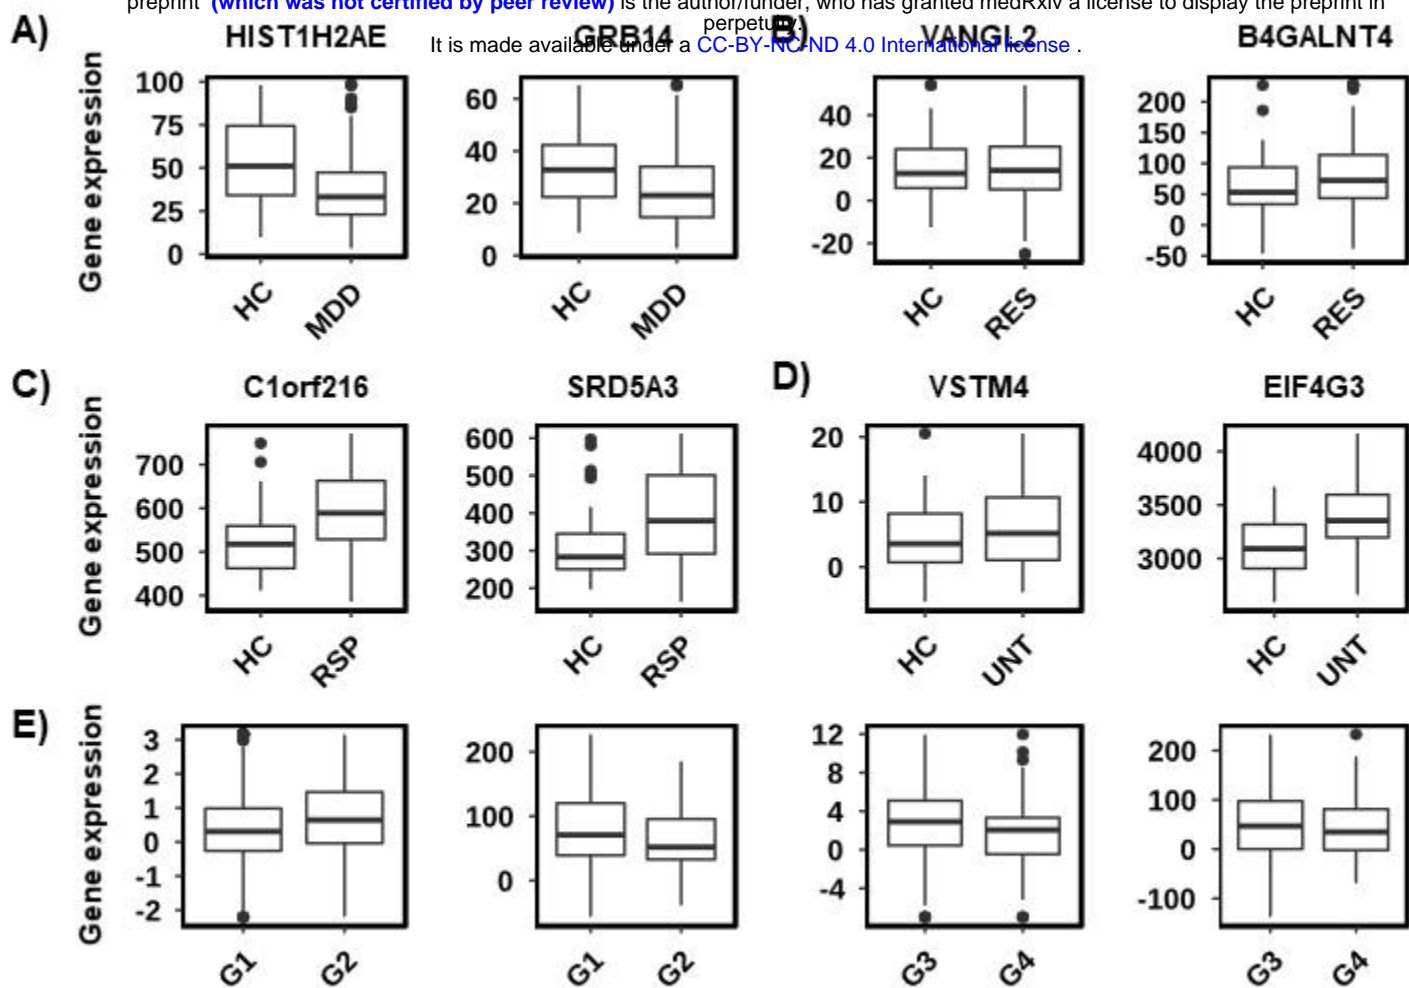 preprint (which was not certified by peer review) is the author/funder, who has granted medRxiv a license to display the preprint in
perpetuity.
It is made available under a CC-BY-NC-ND 4.0 International license .
A) HIST1H2AE GRB14 B) VANGL2 B4GALNT4
Gene expression
100
75
50
25
0
HC MDD
60
40
20
0
HC MDD
40
20
0
-20
HC RES
200
150
100
50
0
-50
HC RES
C) C1orf216 SRD5A3 D) VSTM4 EIF4G3
Gene expression
700
600
500
400
HC RSP
600
500
400
300
200
HC RSP
20
10
0
HC UNT
4000
3500
3000
HC UNT
E)
Gene expression
3
2
1
0
-1
-2
G1 G2
200
100
0
G1 G2
12
8
4
0
-4
G3 G4
200
100
0
-100
G3 G4